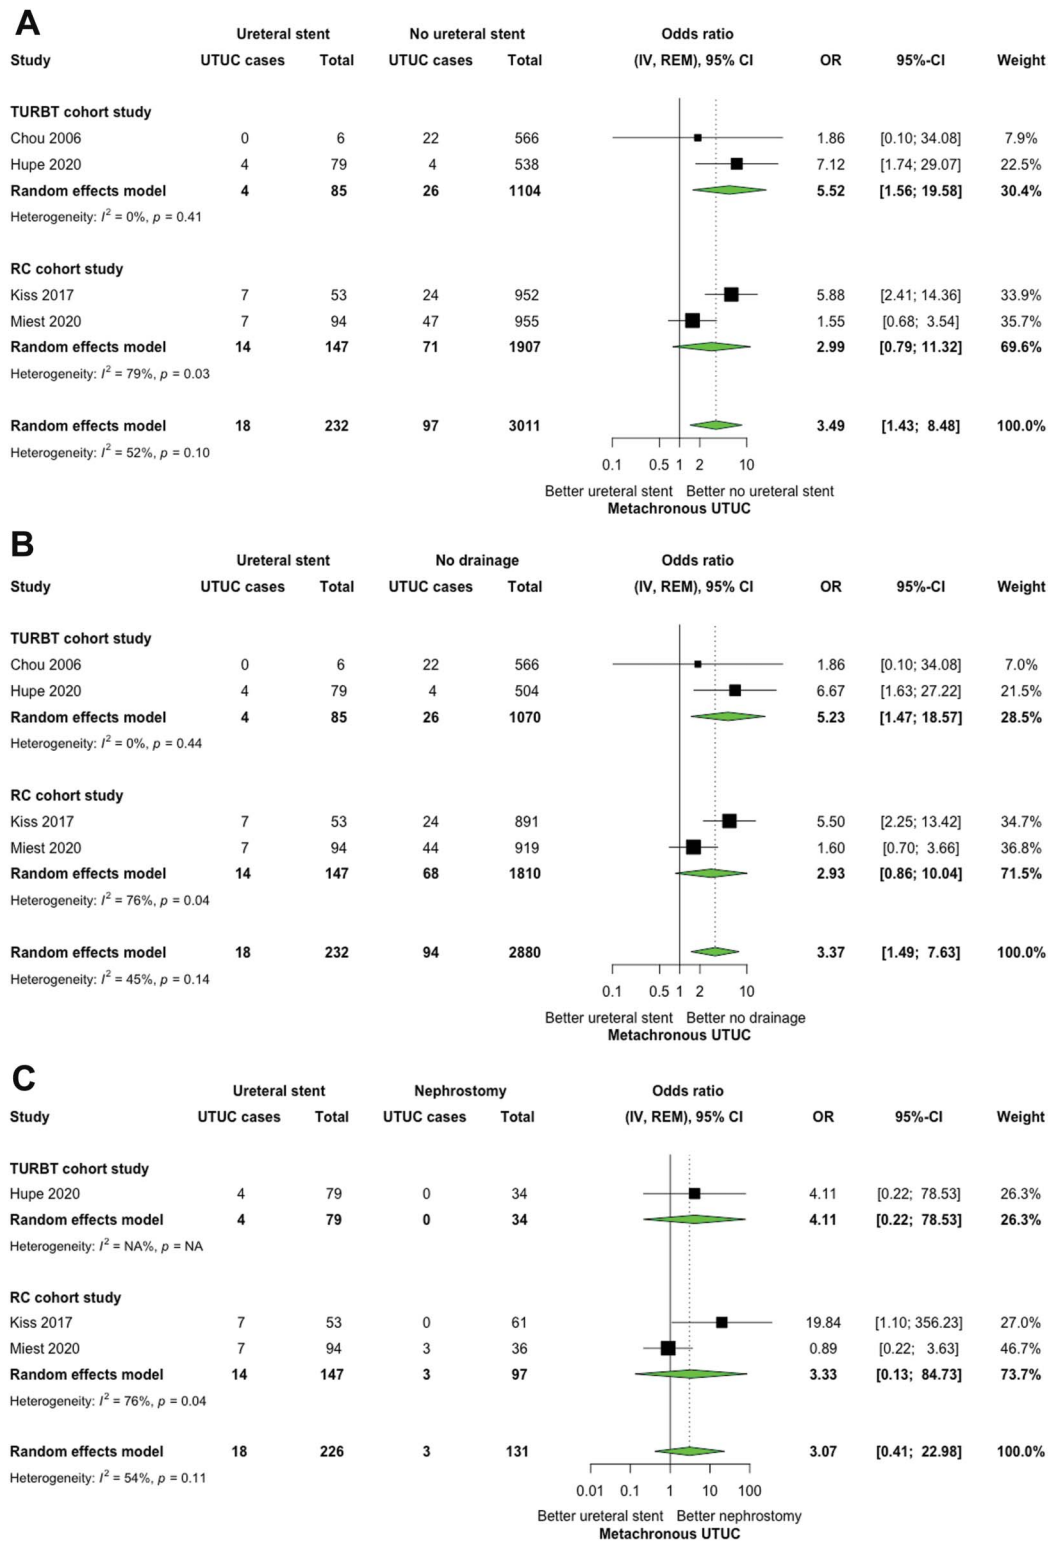 A
Ureteral stent No ureteral stent Odds ratio
Study UTUC cases Total UTUC cases Total (IV, REM), 95% CI OR 95%-CI Weight
TURBT cohort study
Chou 2006 0 6 22 566 1.86 [0.10; 34.08] 7.9%
Hupe 2020 4 79 4 538 7.12 [1.74; 29.07] 22.5%
Random effects model 4 85 26 1104 5.52 [1.56; 19.58] 30.4%
Heterogeneity: I² = 0%, p = 0.41
RC cohort study
Kiss 2017 7 53 24 952 5.88 [2.41; 14.36] 33.9%
Miest 2020 7 94 47 955 1.55 [0.68; 3.54] 35.7%
Random effects model 14 147 71 1907 2.99 [0.79; 11.32] 69.6%
Heterogeneity: I² = 79%, p = 0.03
Random effects model 18 232 97 3011 3.49 [1.43; 8.48] 100.0%
Heterogeneity: I² = 52%, p = 0.10
0.1 0.5 1 2 10
Better ureteral stent Better no ureteral stent
Metachronous UTUC
B
Ureteral stent No drainage Odds ratio
Study UTUC cases Total UTUC cases Total (IV, REM), 95% CI OR 95%-CI Weight
TURBT cohort study
Chou 2006 0 6 22 566 1.86 [0.10; 34.08] 7.0%
Hupe 2020 4 79 4 504 6.67 [1.63; 27.22] 21.5%
Random effects model 4 85 26 1070 5.23 [1.47; 18.57] 28.5%
Heterogeneity: I² = 0%, p = 0.44
RC cohort study
Kiss 2017 7 53 24 891 5.50 [2.25; 13.42] 34.7%
Miest 2020 7 94 44 919 1.60 [0.70; 3.66] 36.8%
Random effects model 14 147 68 1810 2.93 [0.86; 10.04] 71.5%
Heterogeneity: I² = 76%, p = 0.04
Random effects model 18 232 94 2880 3.37 [1.49; 7.63] 100.0%
Heterogeneity: I² = 45%, p = 0.14
0.1 0.5 1 2 10
Better ureteral stent Better no drainage
Metachronous UTUC
C
Ureteral stent Nephrostomy Odds ratio
Study UTUC cases Total UTUC cases Total (IV, REM), 95% CI OR 95%-CI Weight
TURBT cohort study
Hupe 2020 4 79 0 34 4.11 [0.22; 78.53] 26.3%
Random effects model 4 79 0 34 4.11 [0.22; 78.53] 26.3%
Heterogeneity: I² = NA%, p = NA
RC cohort study
Kiss 2017 7 53 0 61 19.84 [1.10; 356.23] 27.0%
Miest 2020 7 94 3 36 0.89 [0.22; 3.63] 46.7%
Random effects model 14 147 3 97 3.33 [0.13; 84.73] 73.7%
Heterogeneity: I² = 76%, p = 0.04
Random effects model 18 226 3 131 3.07 [0.41; 22.98] 100.0%
Heterogeneity: I² = 54%, p = 0.11
0.01 0.1 1 10 100
Better ureteral stent Better nephrostomy
Metachronous UTUC